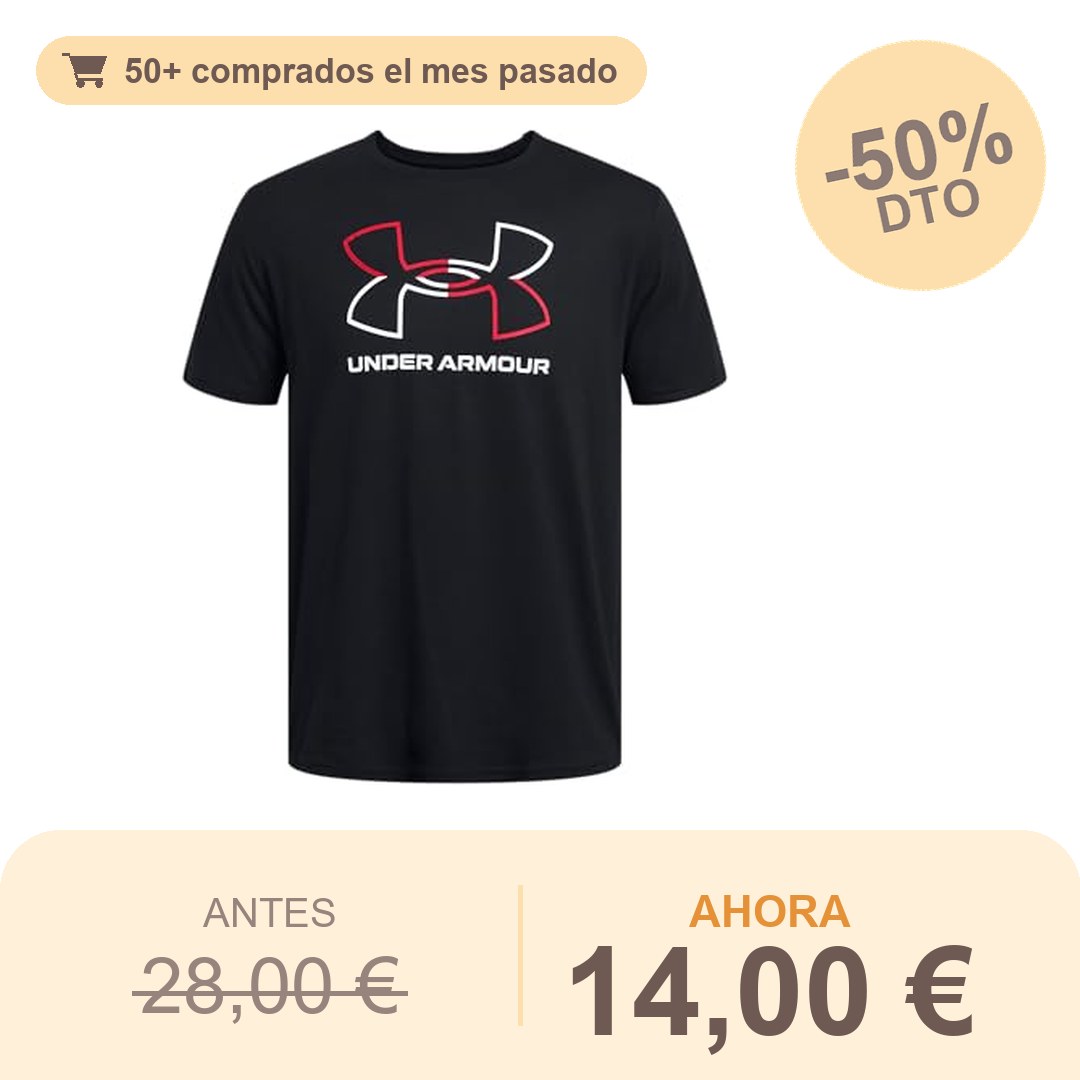 50+ comprados el mes pasado
-50%
DTO
UNDER ARMOUR
ANTES
28,00 €
AHORA
14,00 €